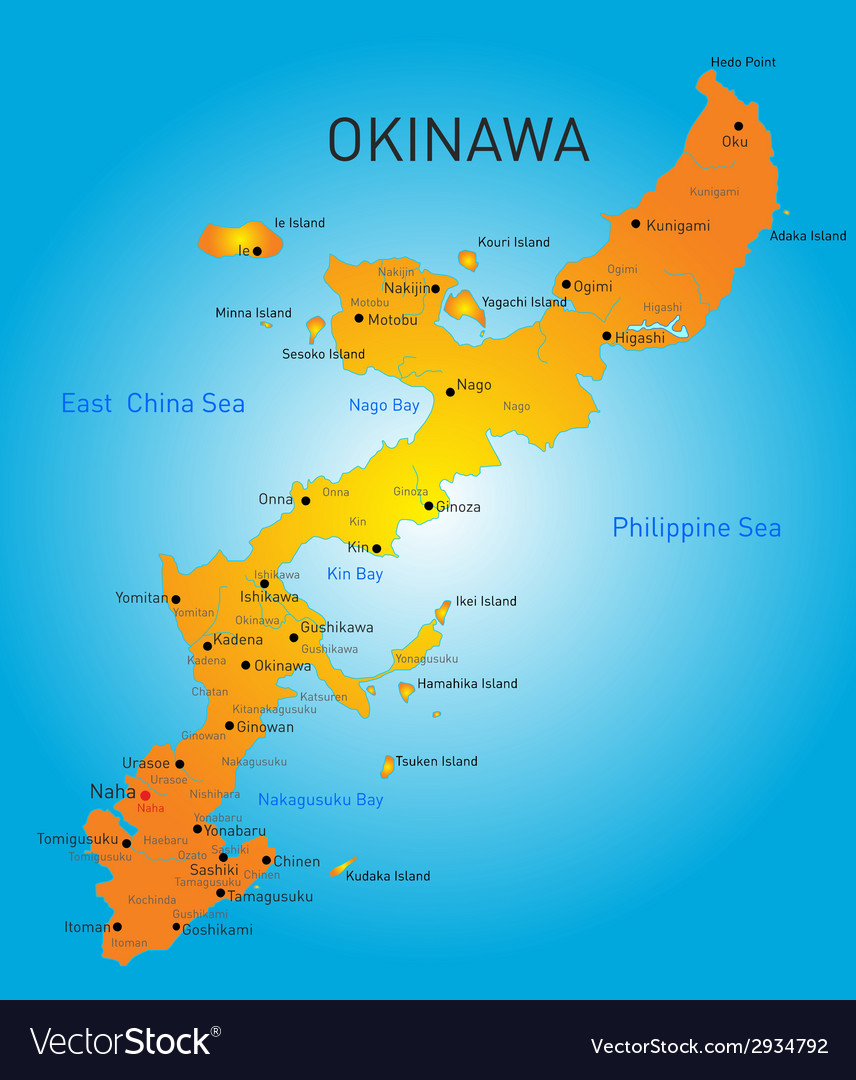 Hedo Point
OKINAWA
Oku
Kunigami
Ie Island
Kunigami
Adaka Island
Kouri Island
Ie
Nakijin
Ogimi
Nakijin
Ogimi
Motobu
Yagachi Island
Higashi
Minna Island
Motobu
Higashi
Sesoko Island
Nago
East China Sea
Nago Bay
Nago
Onna
Onna
Ginoza
Ginoza
Kin
Philippine Sea
Kin
Kin Bay
Ishikawa
Yomitan
Ishikawa
Ikei Island
Yomitan
Okinawa
Gushikawa
Kadena
Gushikawa
Kadena
Okinawa
Yonagusuku
Hamahika Island
Chatan
Katsuren
Kitanakagusuku
Ginowan
Ginowan
Urasoe
Nakagusuku
Tsuken Island
Urasoe
Naha
Nishihara
Nakagusuku Bay
Naha
Yonabaru
Yonabaru
Tomigusuku
Haebaru
Sashiki
Tomigusuku
Ozato
Chinen
Sashiki
Chinen
Kudaka Island
Tamagusuku
Tamagusuku
Kochinda
Gushikami
Itoman
Goshikami
Itoman
VectorStock®
VectorStock.com/2934792